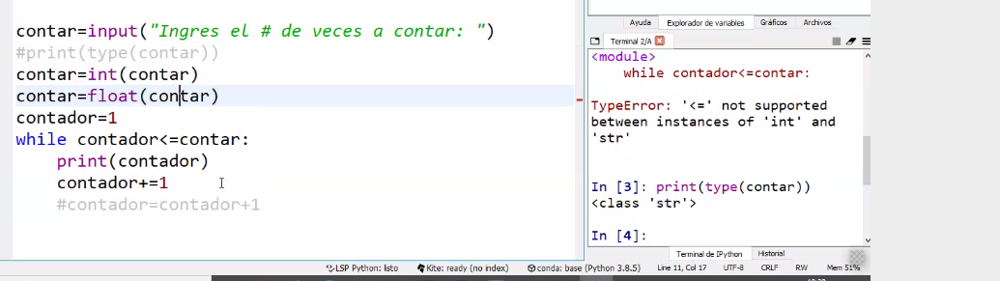 contar=input("Ingres el # de veces a contar: ")
#print(type(contar))
contar=int(contar)
contar=float(contar)
contador=1
while contador<=contar:
print(contador)
contador+=1
#contador=contador+1
Ayuda Explorador de variables Gráficos Archivos
Terminal 2/A
<module>
while contador<=contar:
TypeError: '<=' not supported
between instances of 'int' and
'str'
In [3]: print(type(contar))
<class 'str'>
In [4]:
Terminal de IPython Historial
LSP Python: listo Kite: ready (no index) conda: base (Python 3.8.5) Line 11, Col 17 UTF-8 CRLF RW Mem 51%